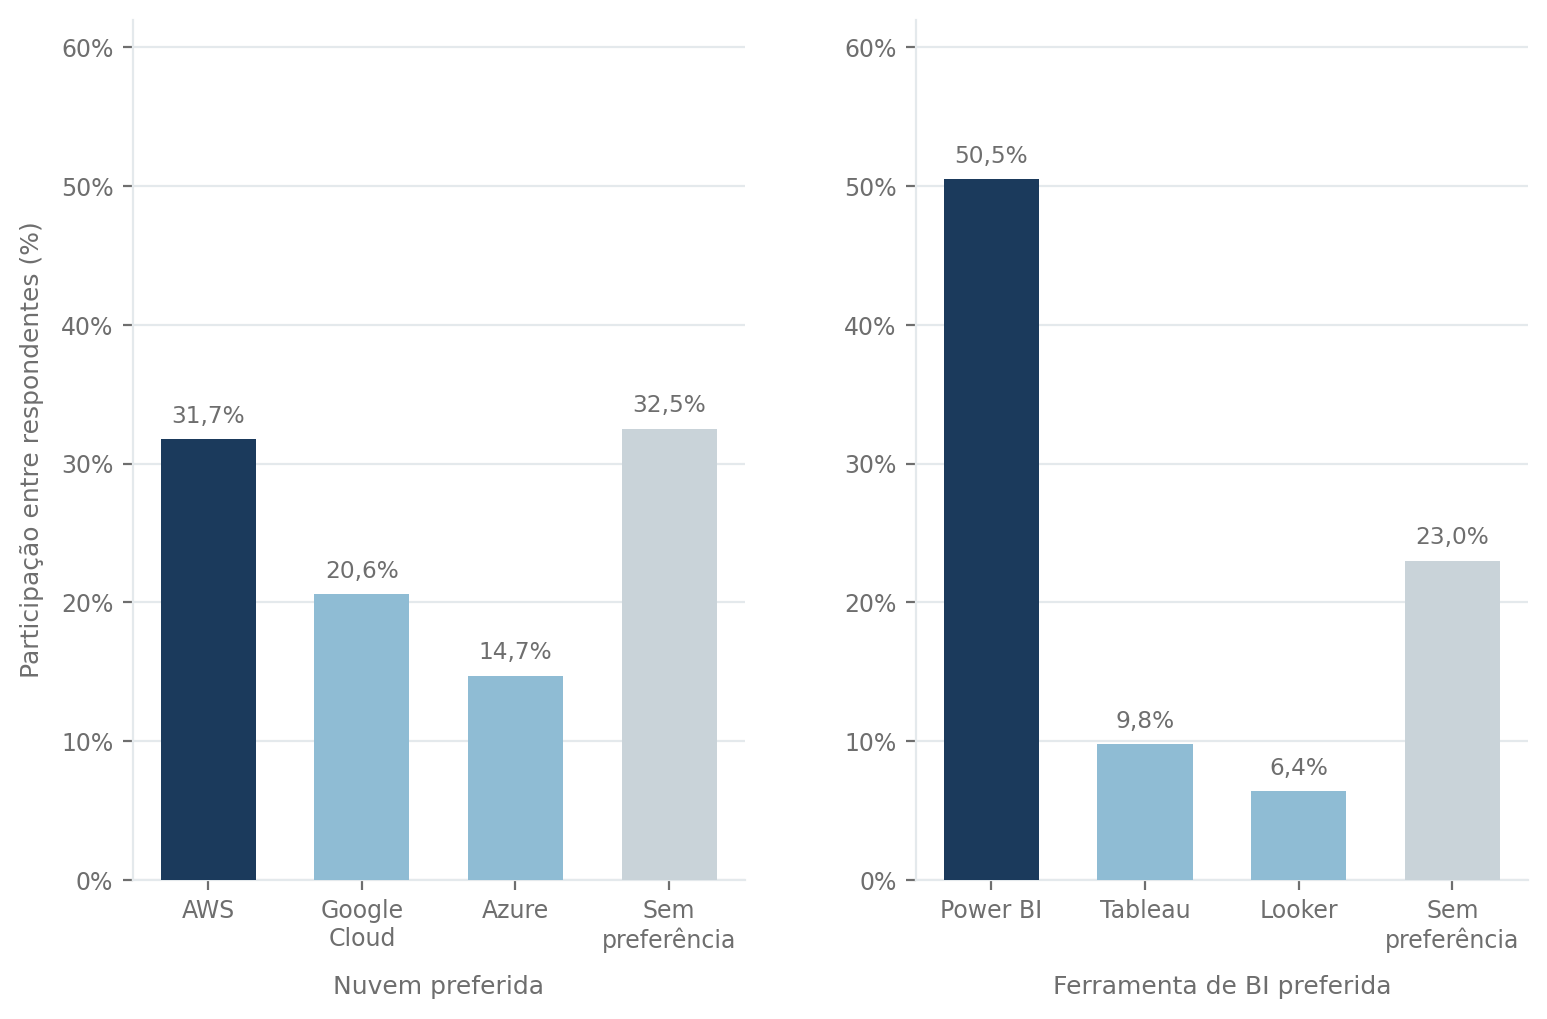 Participação entre respondentes (%)
60%
50%
40%
30%
20%
10%
0%
31,7%
20,6%
14,7%
32,5%
AWS
Google
Cloud
Azure
Sem
preferência
Nuvem preferida
60%
50%
40%
30%
20%
10%
0%
50,5%
9,8%
6,4%
23,0%
Power BI
Tableau
Looker
Sem
preferência
Ferramenta de BI preferida